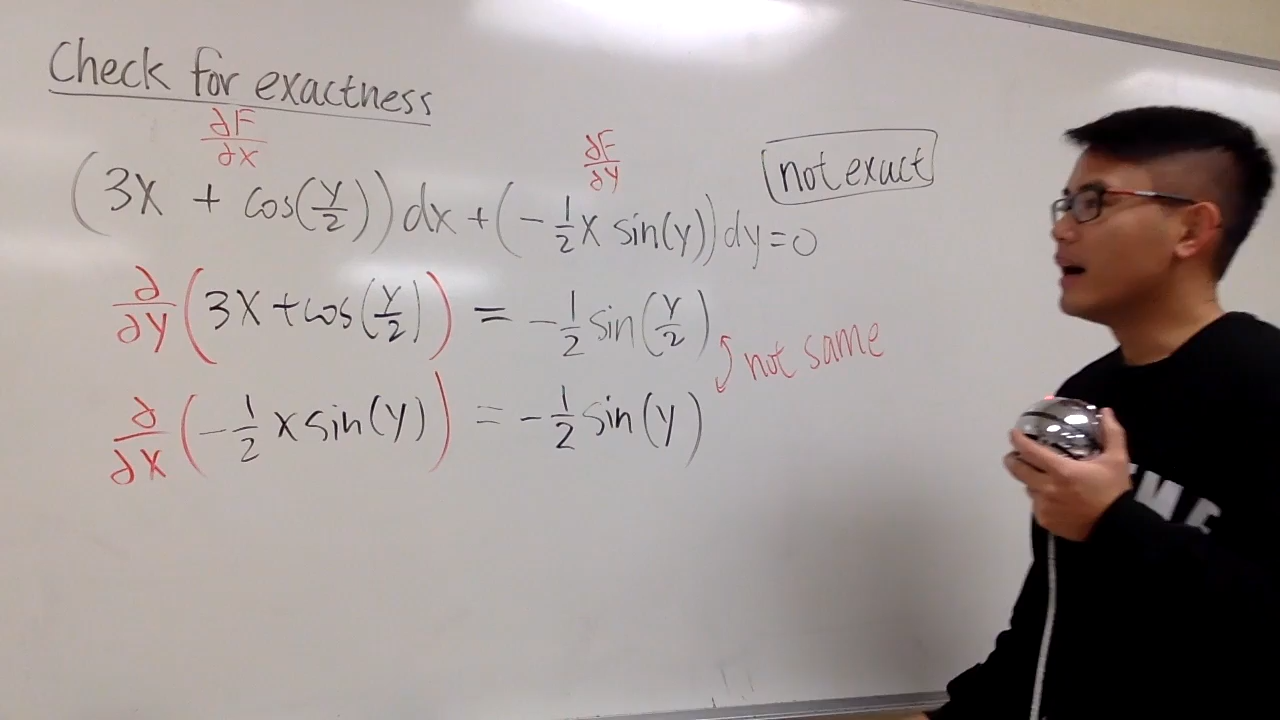 Check for exactness
∂F/∂x ∂F/∂y
(3x + cos(y/2))dx + (-1/2 x sin(y))dy = 0 not exact
∂/∂y (3x + cos(y/2)) = -1/2 sin(y/2)
not same
∂/∂x (-1/2 x sin(y)) = -1/2 sin(y)